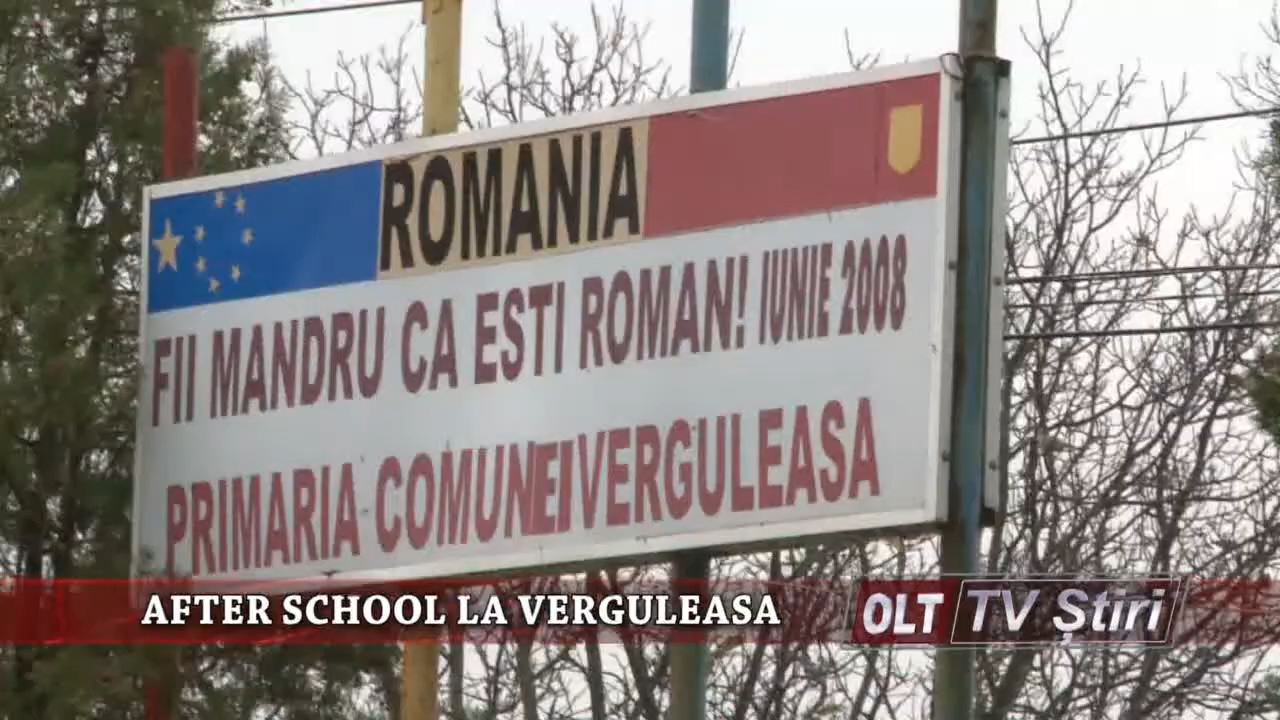 ROMANIA
FII MANDRU CA ESTI ROMAN! IUNIE 2008
PRIMARIA COMUNEI VERGULEASA
AFTER SCHOOL LA VERGULEASA
OLT TV Știri